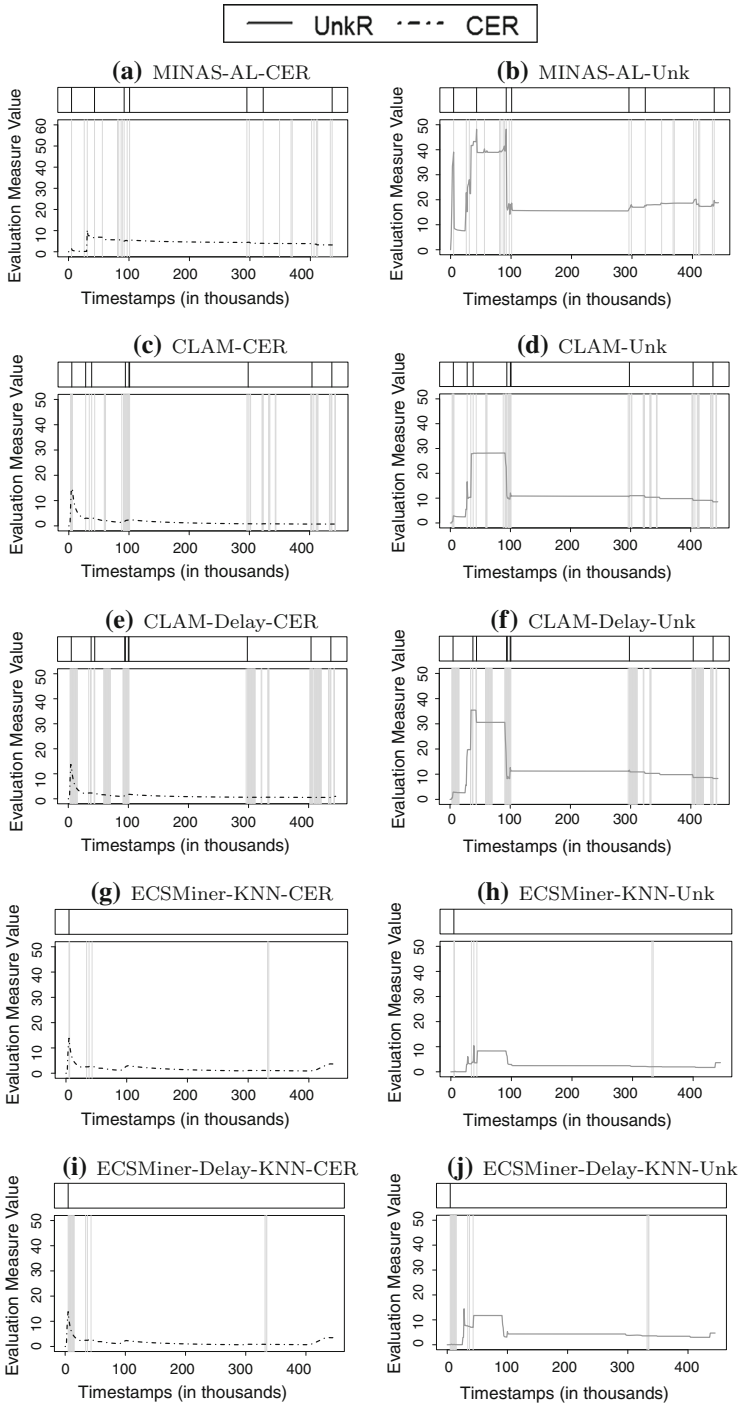 UnkR CER
(a) MINAS-AL-CER
Evaluation Measure Value
0 10 20 30 40 50 60
0 100 200 300 400
Timestamps (in thousands)
(b) MINAS-AL-Unk
Evaluation Measure Value
0 10 20 30 40 50
0 100 200 300 400
Timestamps (in thousands)
(c) CLAM-CER
Evaluation Measure Value
0 10 20 30 40 50
0 100 200 300 400
Timestamps (in thousands)
(d) CLAM-Unk
Evaluation Measure Value
0 10 20 30 40 50
0 100 200 300 400
Timestamps (in thousands)
(e) CLAM-Delay-CER
Evaluation Measure Value
0 10 20 30 40 50
0 100 200 300 400
Timestamps (in thousands)
(f) CLAM-Delay-Unk
Evaluation Measure Value
0 10 20 30 40 50
0 100 200 300 400
Timestamps (in thousands)
(g) ECSMiner-KNN-CER
Evaluation Measure Value
0 10 20 30 40 50
0 100 200 300 400
Timestamps (in thousands)
(h) ECSMiner-KNN-Unk
Evaluation Measure Value
0 10 20 30 40 50
0 100 200 300 400
Timestamps (in thousands)
(i) ECSMiner-Delay-KNN-CER
Evaluation Measure Value
0 10 20 30 40 50
0 100 200 300 400
Timestamps (in thousands)
(j) ECSMiner-Delay-KNN-Unk
Evaluation Measure Value
0 10 20 30 40 50
0 100 200 300 400
Timestamps (in thousands)